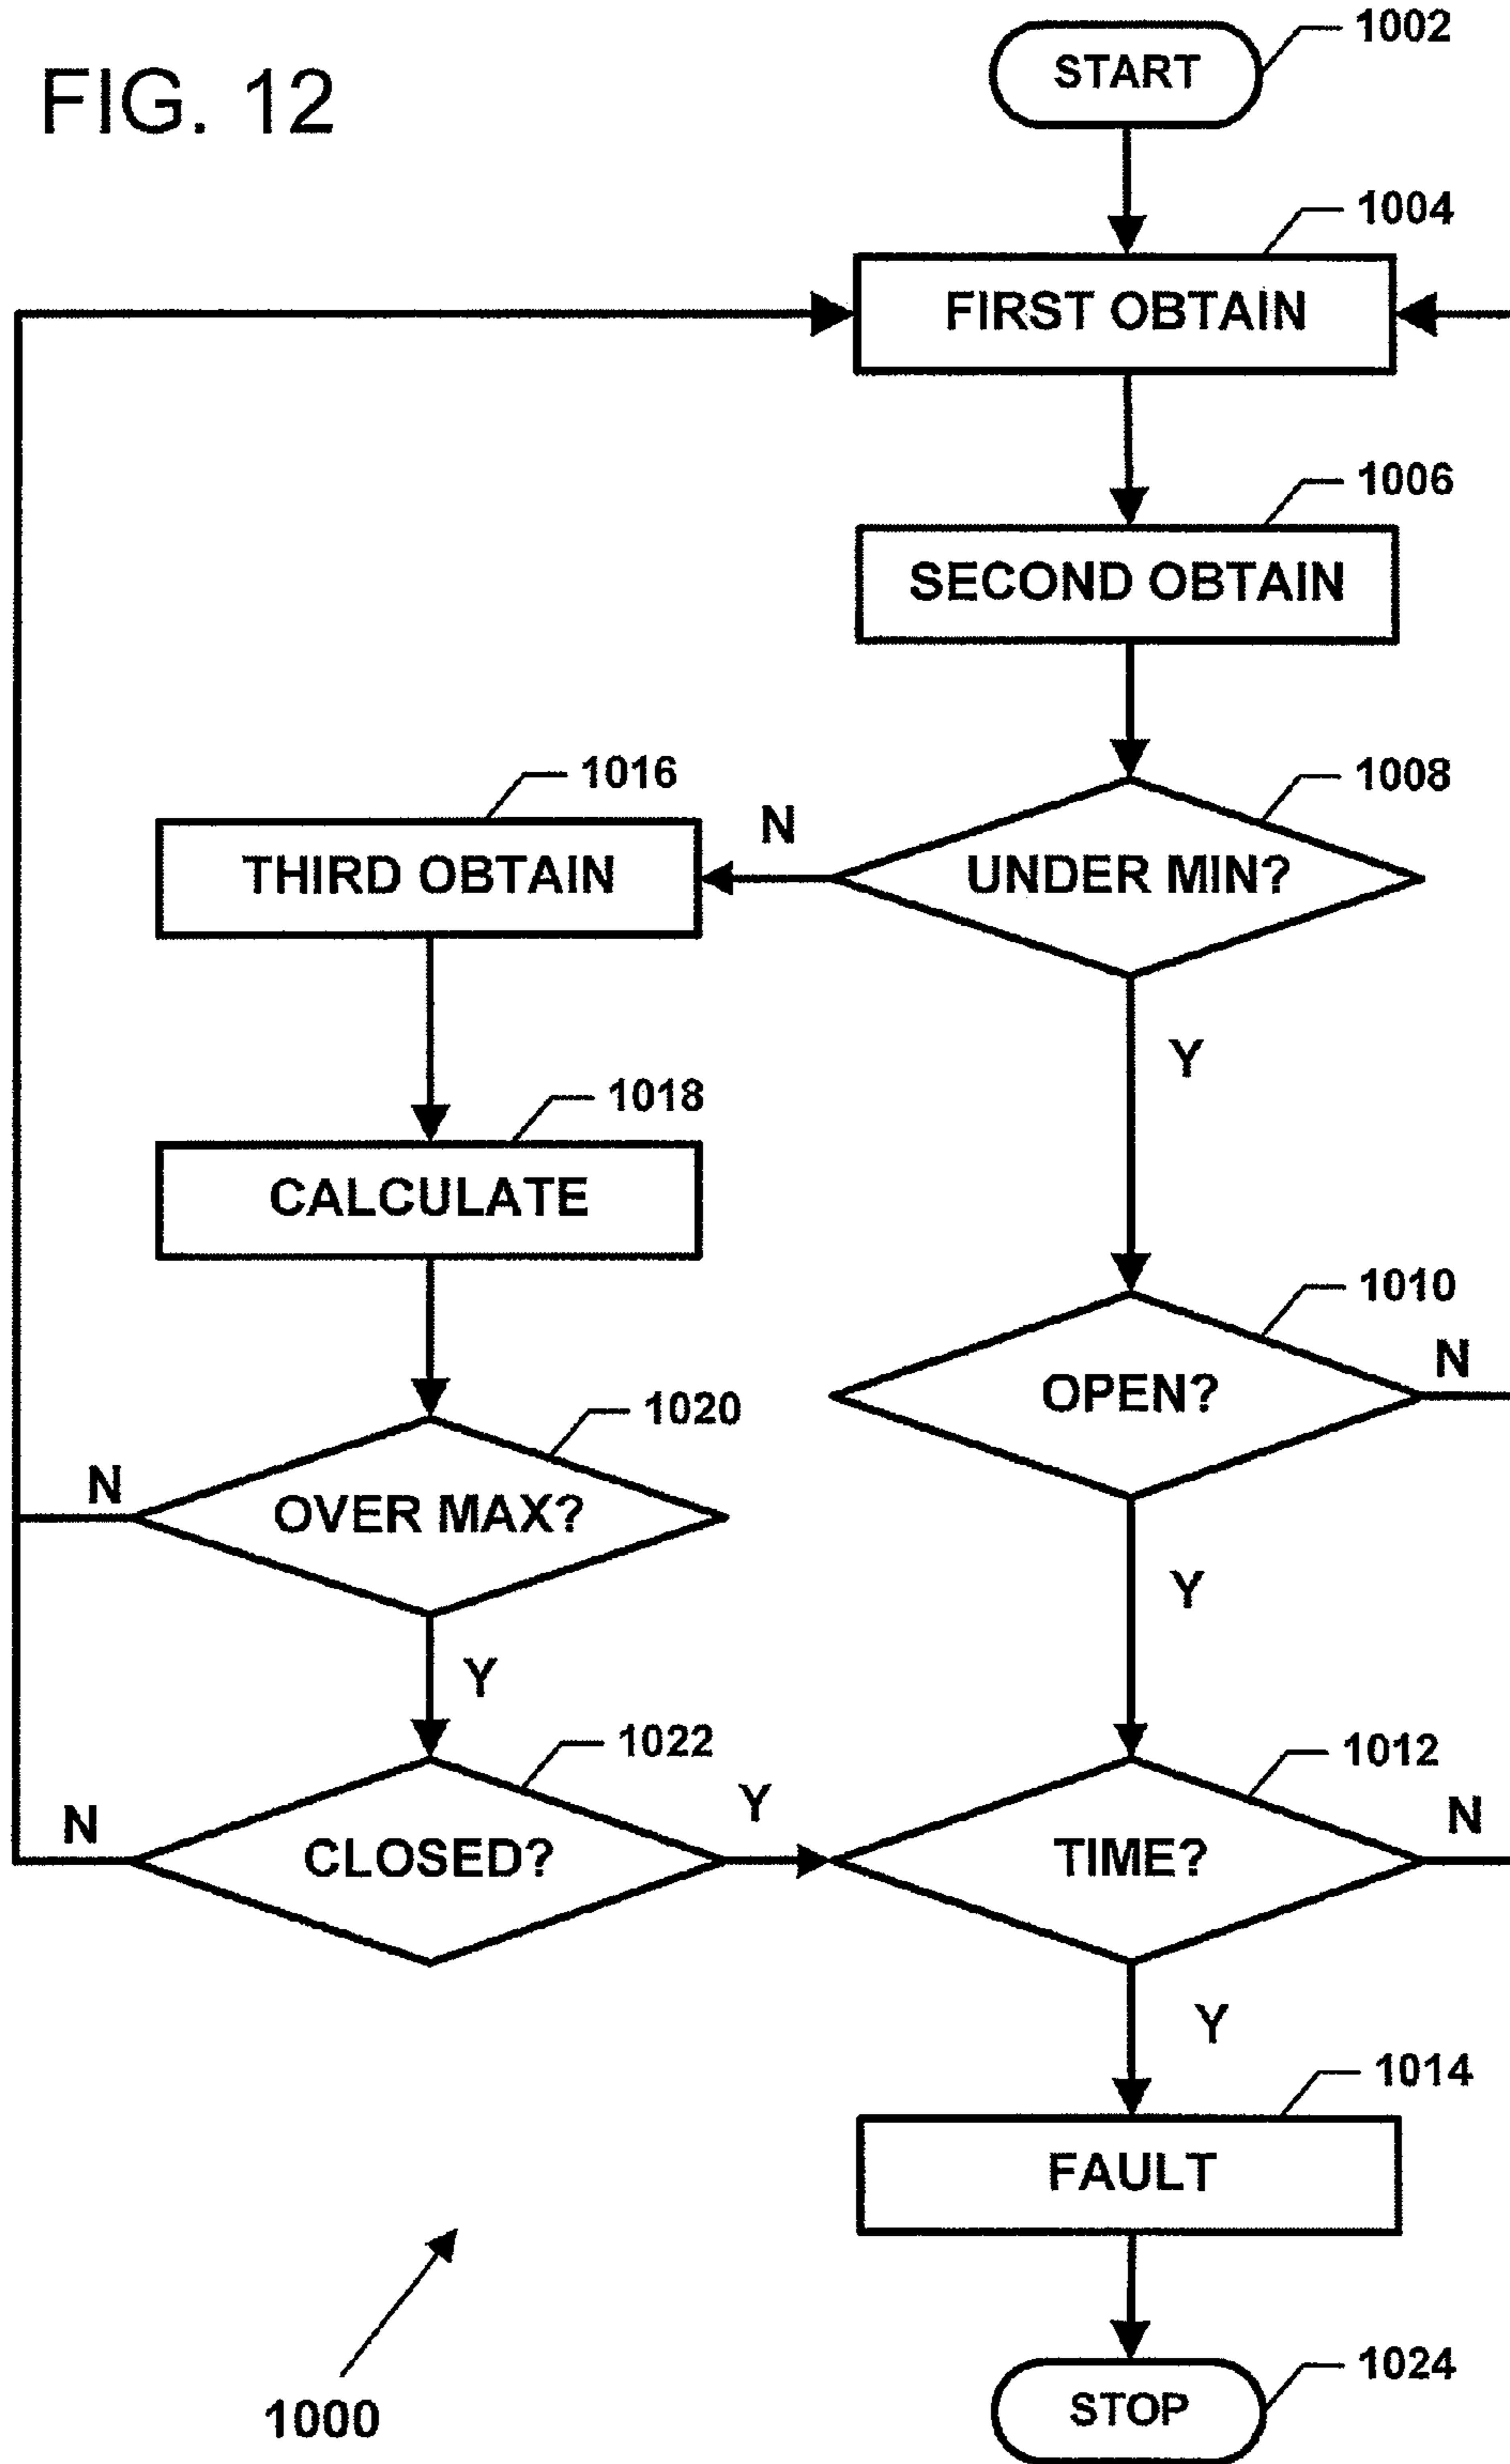 FIG. 12
START
1002
1004
FIRST OBTAIN
1006
SECOND OBTAIN
1016
1008
N
THIRD OBTAIN
UNDER MIN?
Y
1018
CALCULATE
1010
N
OPEN?
1020
N
OVER MAX?
Y
Y
1022
1012
N
Y
N
CLOSED?
TIME?
Y
1014
FAULT
1024
STOP
1000